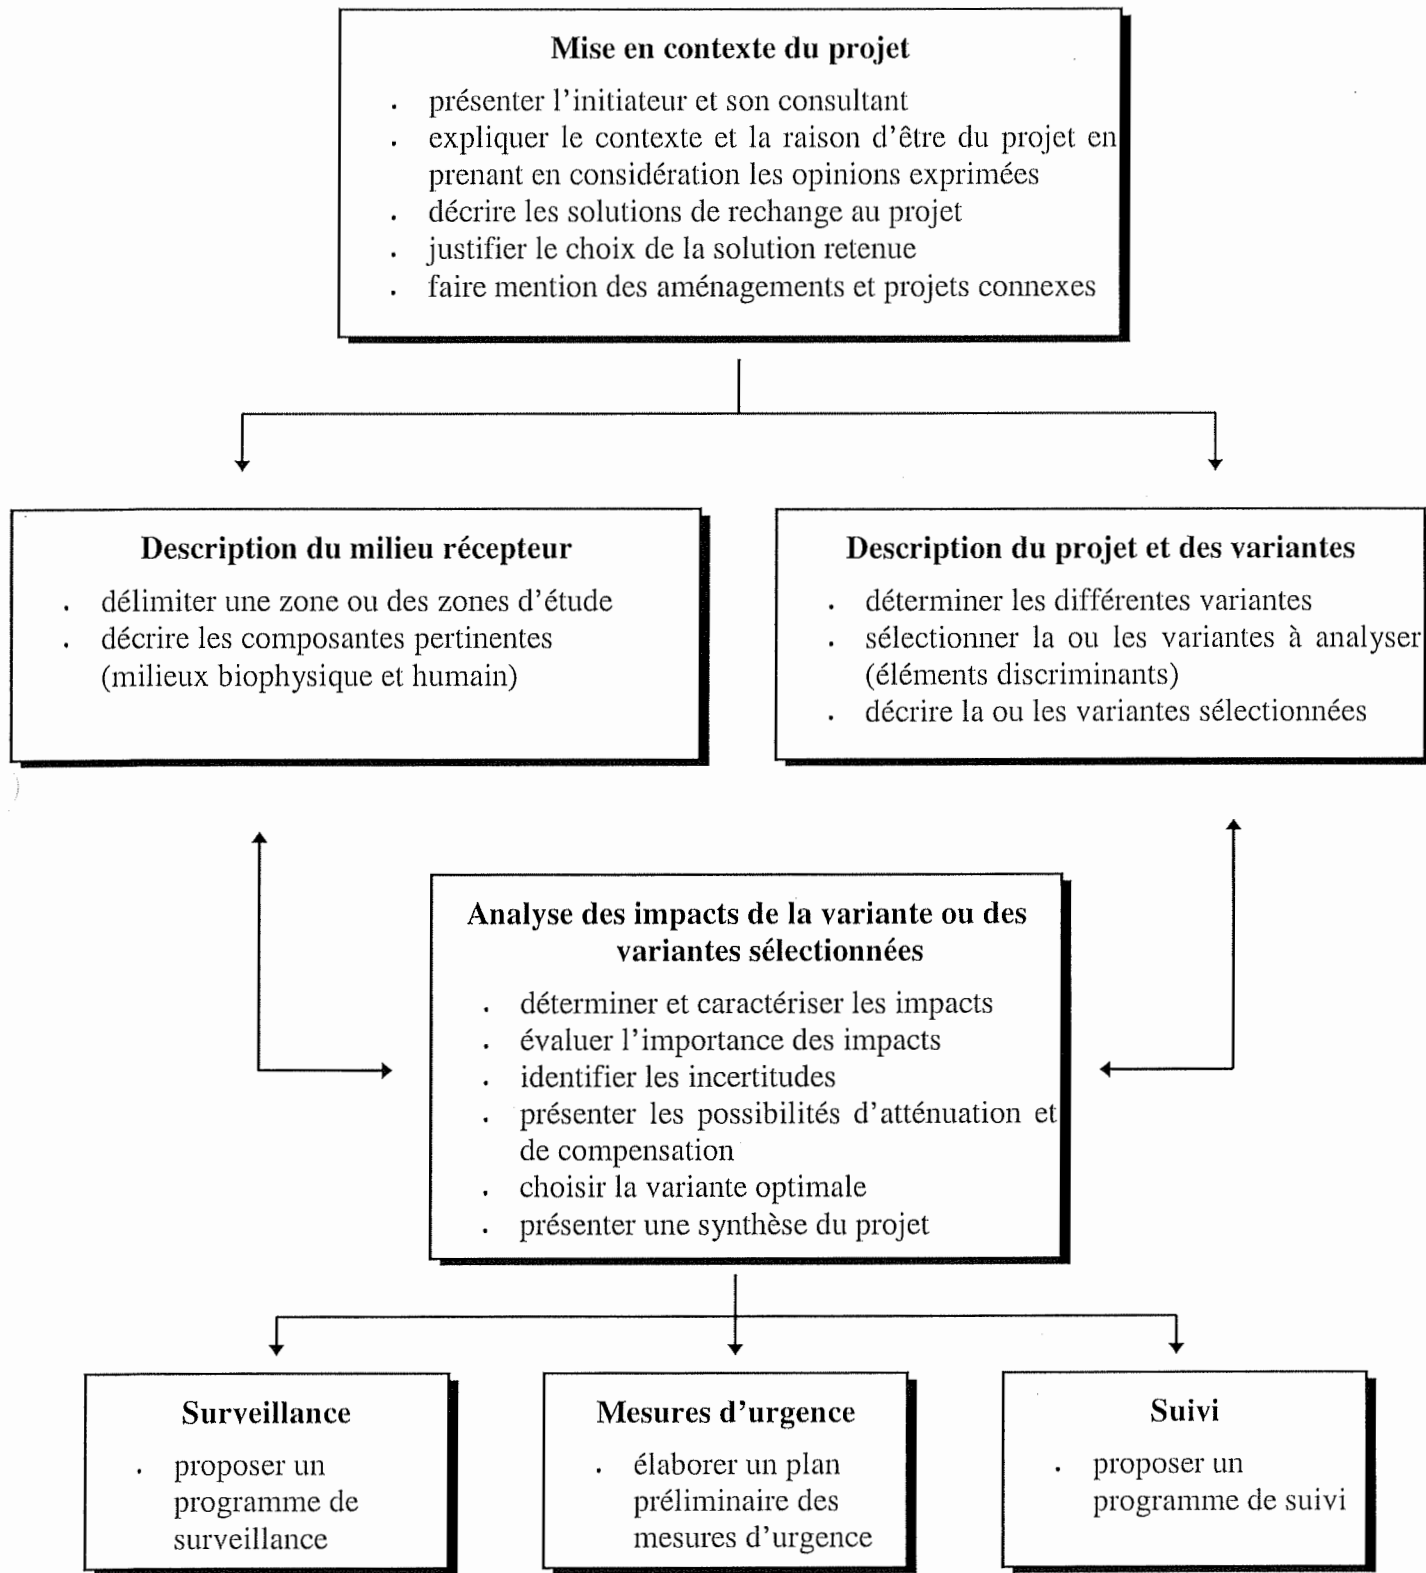 Mise en contexte du projet
. présenter l'initiateur et son consultant
. expliquer le contexte et la raison d'être du projet en
prenant en considération les opinions exprimées
. décrire les solutions de rechange au projet
. justifier le choix de la solution retenue
. faire mention des aménagements et projets connexes
Description du milieu récepteur
. délimiter une zone ou des zones d'étude
. décrire les composantes pertinentes
(milieux biophysique et humain)
Description du projet et des variantes
. déterminer les différentes variantes
. sélectionner la ou les variantes à analyser
(éléments discriminants)
. décrire la ou les variantes sélectionnées
Analyse des impacts de la variante ou des
variantes sélectionnées
. déterminer et caractériser les impacts
. évaluer l'importance des impacts
. identifier les incertitudes
. présenter les possibilités d'atténuation et
de compensation
. choisir la variante optimale
. présenter une synthèse du projet
Surveillance
. proposer un
programme de
surveillance
Mesures d'urgence
. élaborer un plan
préliminaire des
mesures d'urgence
Suivi
. proposer un
programme de suivi